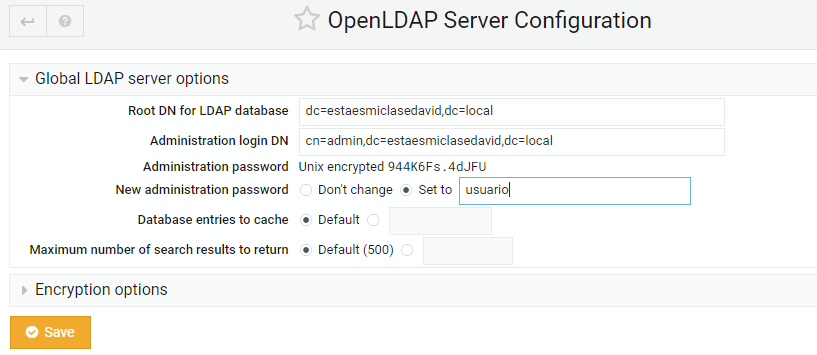 OpenLDAP Server Configuration
Global LDAP server options
Root DN for LDAP database dc=estaesmiclasedavid,dc=local
Administration login DN cn=admin,dc=estaesmiclasedavid,dc=local
Administration password Unix encrypted 944K6Fs.4dJFU
New administration password Don't change Set to usuario
Database entries to cache Default
Maximum number of search results to return Default (500)
Encryption options
Save